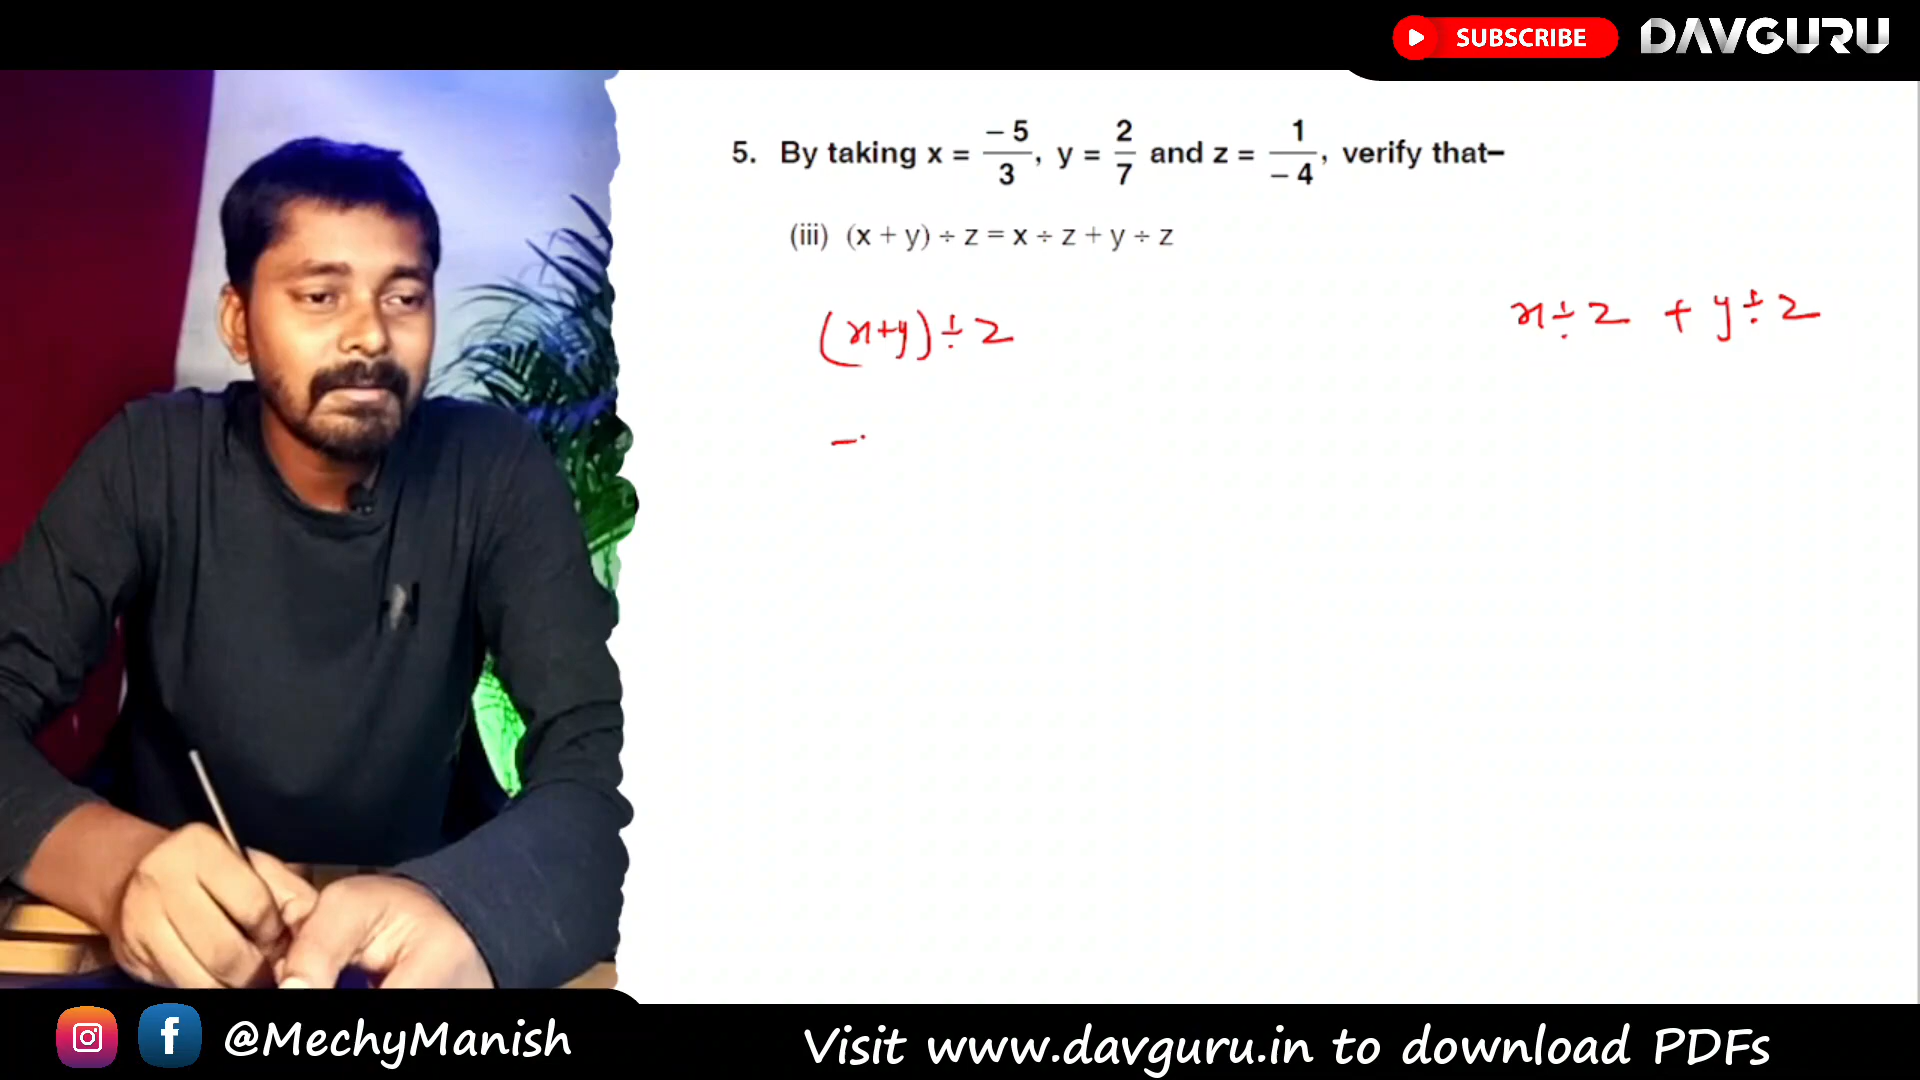 SUBSCRIBE DAVGURU
5. By taking x = −5/3, y = 2/7 and z = 1/−4, verify that–
(iii) (x + y) ÷ z = x ÷ z + y ÷ z
(x+y) ÷ z
x ÷ z + y ÷ z
@MechyManish
Visit www.davguru.in to download PDFs